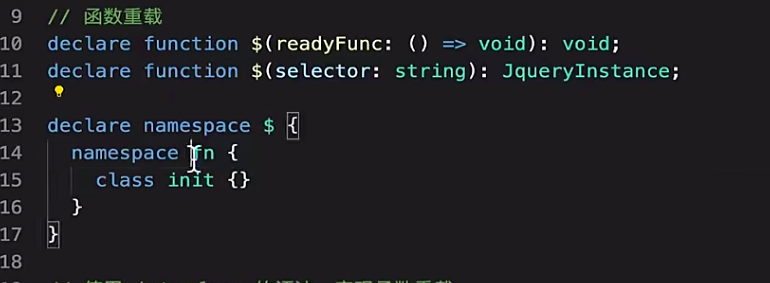 9 // 函数重载
10 declare function $(readyFunc: () => void): void;
11 declare function $(selector: string): JqueryInstance;
12
13 declare namespace $ {
14 namespace fn {
15 class init {}
16 }
17 }
18